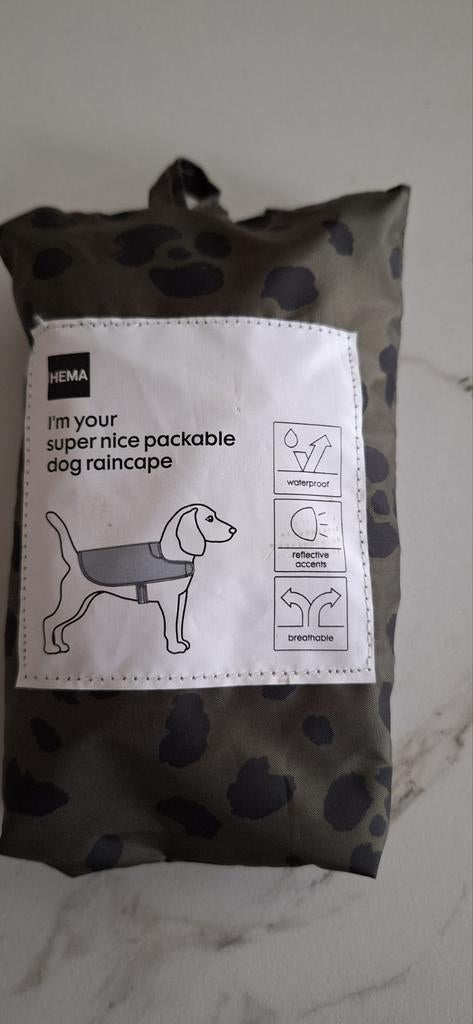 HEMA
I'm your
super nice packable
dog raincape
waterproof
reflective
accents
breathable